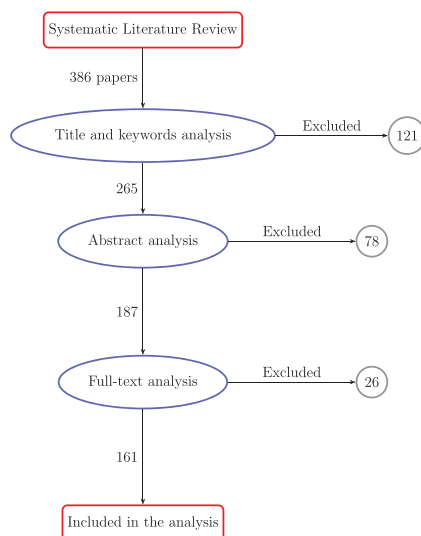 Systematic Literature Review
386 papers
Title and keywords analysis
Excluded
121
265
Abstract analysis
Excluded
78
187
Full-text analysis
Excluded
26
161
Included in the analysis